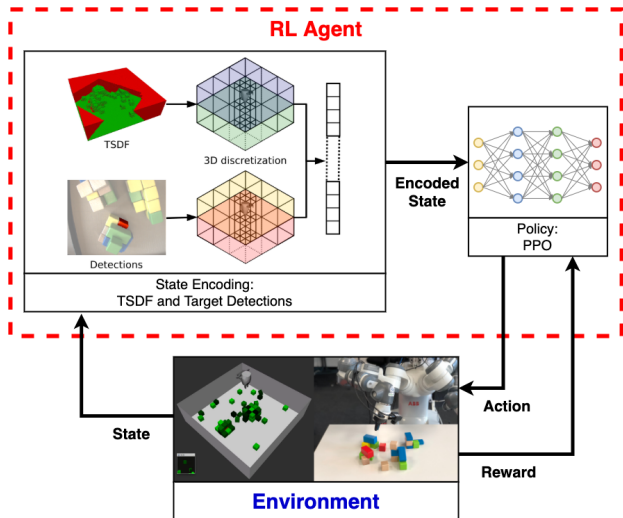 RL Agent
TSDF
3D discretization
Detections
State Encoding:
TSDF and Target Detections
Encoded
State
Policy:
PPO
State
Action
Reward
ABB
Environment